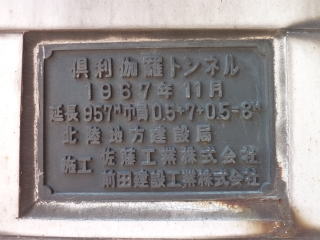 倶利伽羅トンネル
1967年11月
延長957m巾員0.5+7+0.5=8m
北陸地方建設局
施工 佐藤工業株式会社
前田建設工業株式会社